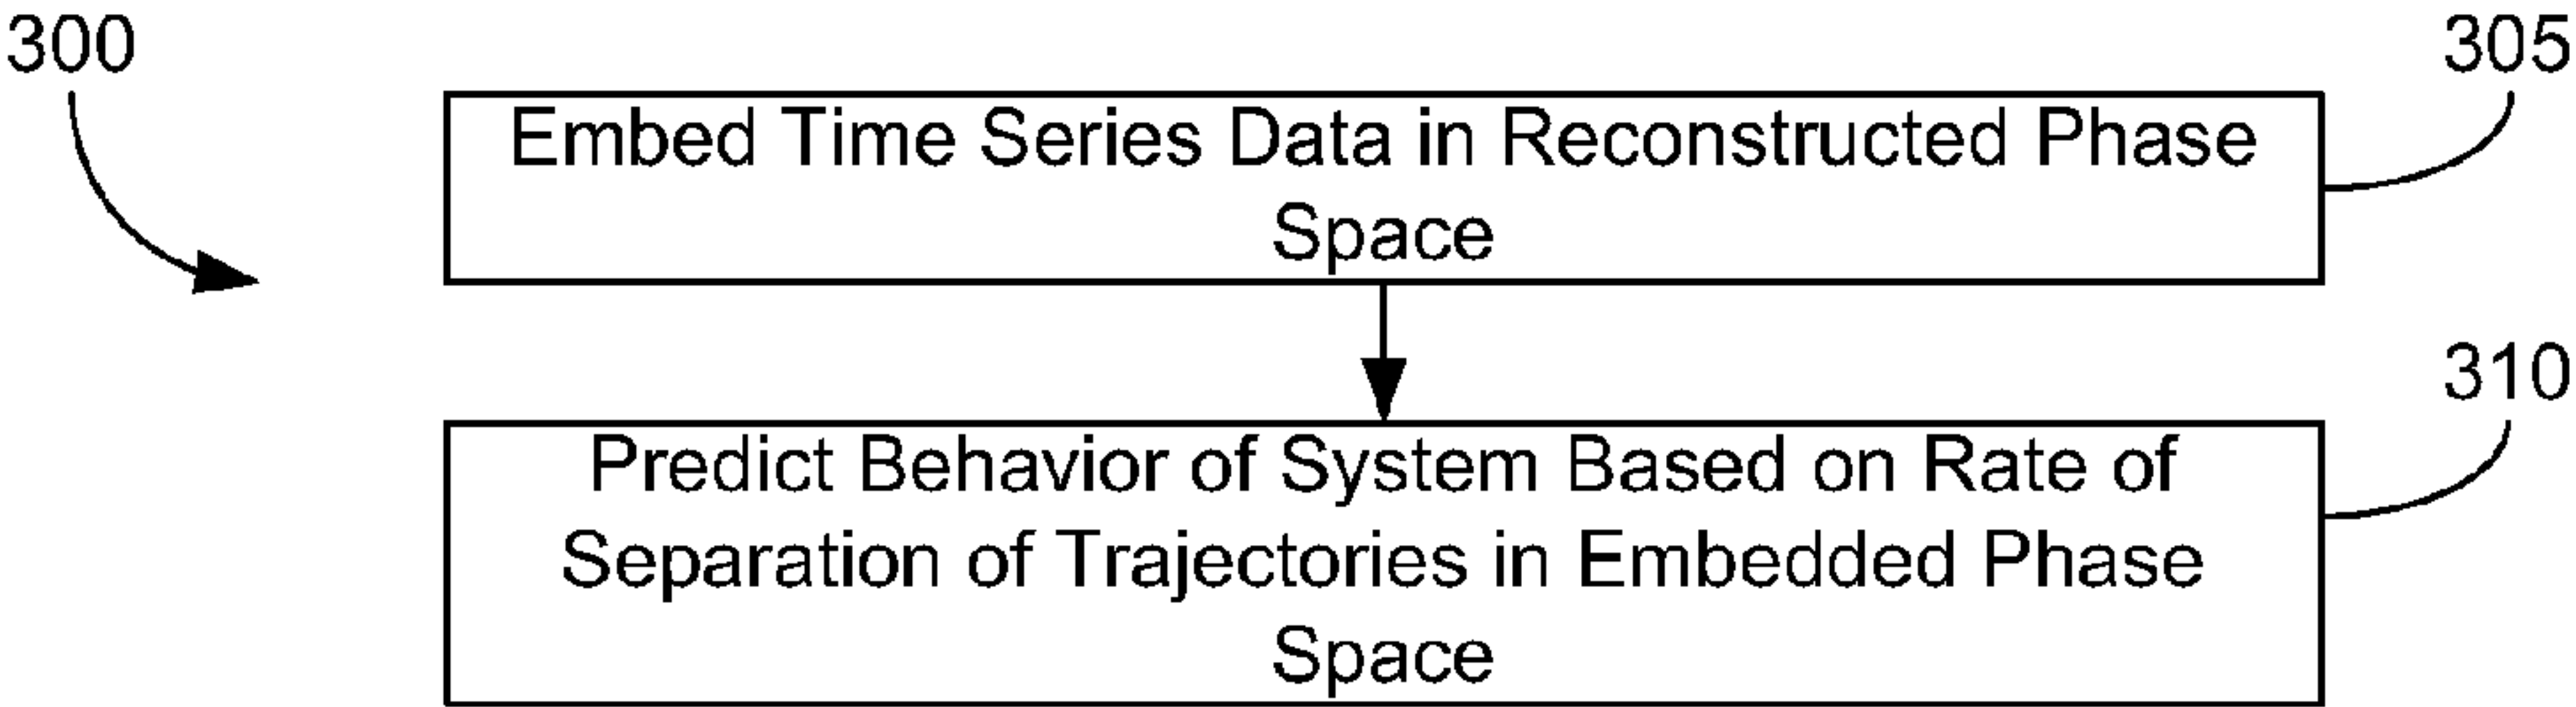 300
305
Embed Time Series Data in Reconstructed Phase
Space
310
Predict Behavior of System Based on Rate of
Separation of Trajectories in Embedded Phase
Space